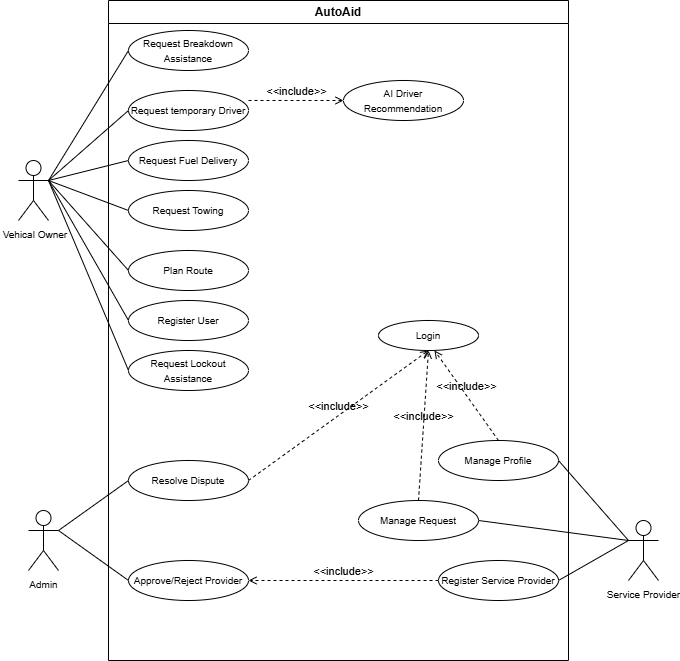 AutoAid
Request Breakdown
Assistance
Request temporary Driver
<<include>>
AI Driver
Recommendation
Request Fuel Delivery
Request Towing
Vehical Owner
Plan Route
Register User
Login
Request Lockout
Assistance
<<include>>
<<include>>
<<include>>
Manage Profile
Resolve Dispute
Manage Request
Admin
Approve/Reject Provider
<<include>>
Register Service Provider
Service Provider